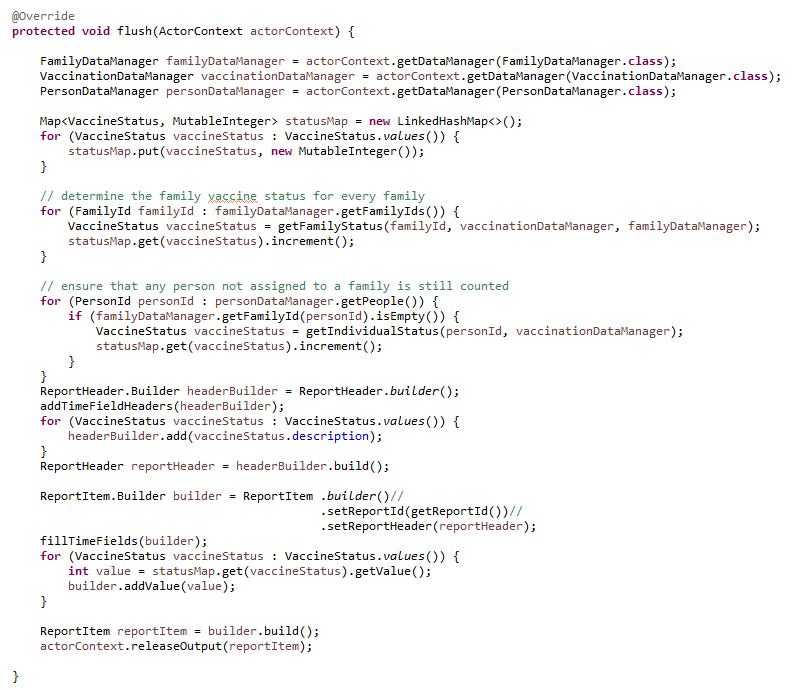 @Override
protected void flush(ActorContext actorContext) {

    FamilyDataManager familyDataManager = actorContext.getDataManager(FamilyDataManager.class);
    VaccinationDataManager vaccinationDataManager = actorContext.getDataManager(VaccinationDataManager.class);
    PersonDataManager personDataManager = actorContext.getDataManager(PersonDataManager.class);

    Map<VaccineStatus, MutableInteger> statusMap = new LinkedHashMap<>();
    for (VaccineStatus vaccineStatus : VaccineStatus.values()) {
        statusMap.put(vaccineStatus, new MutableInteger());
    }

    // determine the family vaccine status for every family
    for (FamilyId familyId : familyDataManager.getFamilyIds()) {
        VaccineStatus vaccineStatus = getFamilyStatus(familyId, vaccinationDataManager, familyDataManager);
        statusMap.get(vaccineStatus).increment();
    }

    // ensure that any person not assigned to a family is still counted
    for (PersonId personId : personDataManager.getPeople()) {
        if (familyDataManager.getFamilyId(personId).isEmpty()) {
            VaccineStatus vaccineStatus = getIndividualStatus(personId, vaccinationDataManager);
            statusMap.get(vaccineStatus).increment();
        }
    }
    ReportHeader.Builder headerBuilder = ReportHeader.builder();
    addTimeFieldHeaders(headerBuilder);
    for (VaccineStatus vaccineStatus : VaccineStatus.values()) {
        headerBuilder.add(vaccineStatus.description);
    }
    ReportHeader reportHeader = headerBuilder.build();

    ReportItem.Builder builder = ReportItem .builder()//
                                            .setReportId(getReportId())//
                                            .setReportHeader(reportHeader);
    fillTimeFields(builder);
    for (VaccineStatus vaccineStatus : VaccineStatus.values()) {
        int value = statusMap.get(vaccineStatus).getValue();
        builder.addValue(value);
    }

    ReportItem reportItem = builder.build();
    actorContext.releaseOutput(reportItem);

}